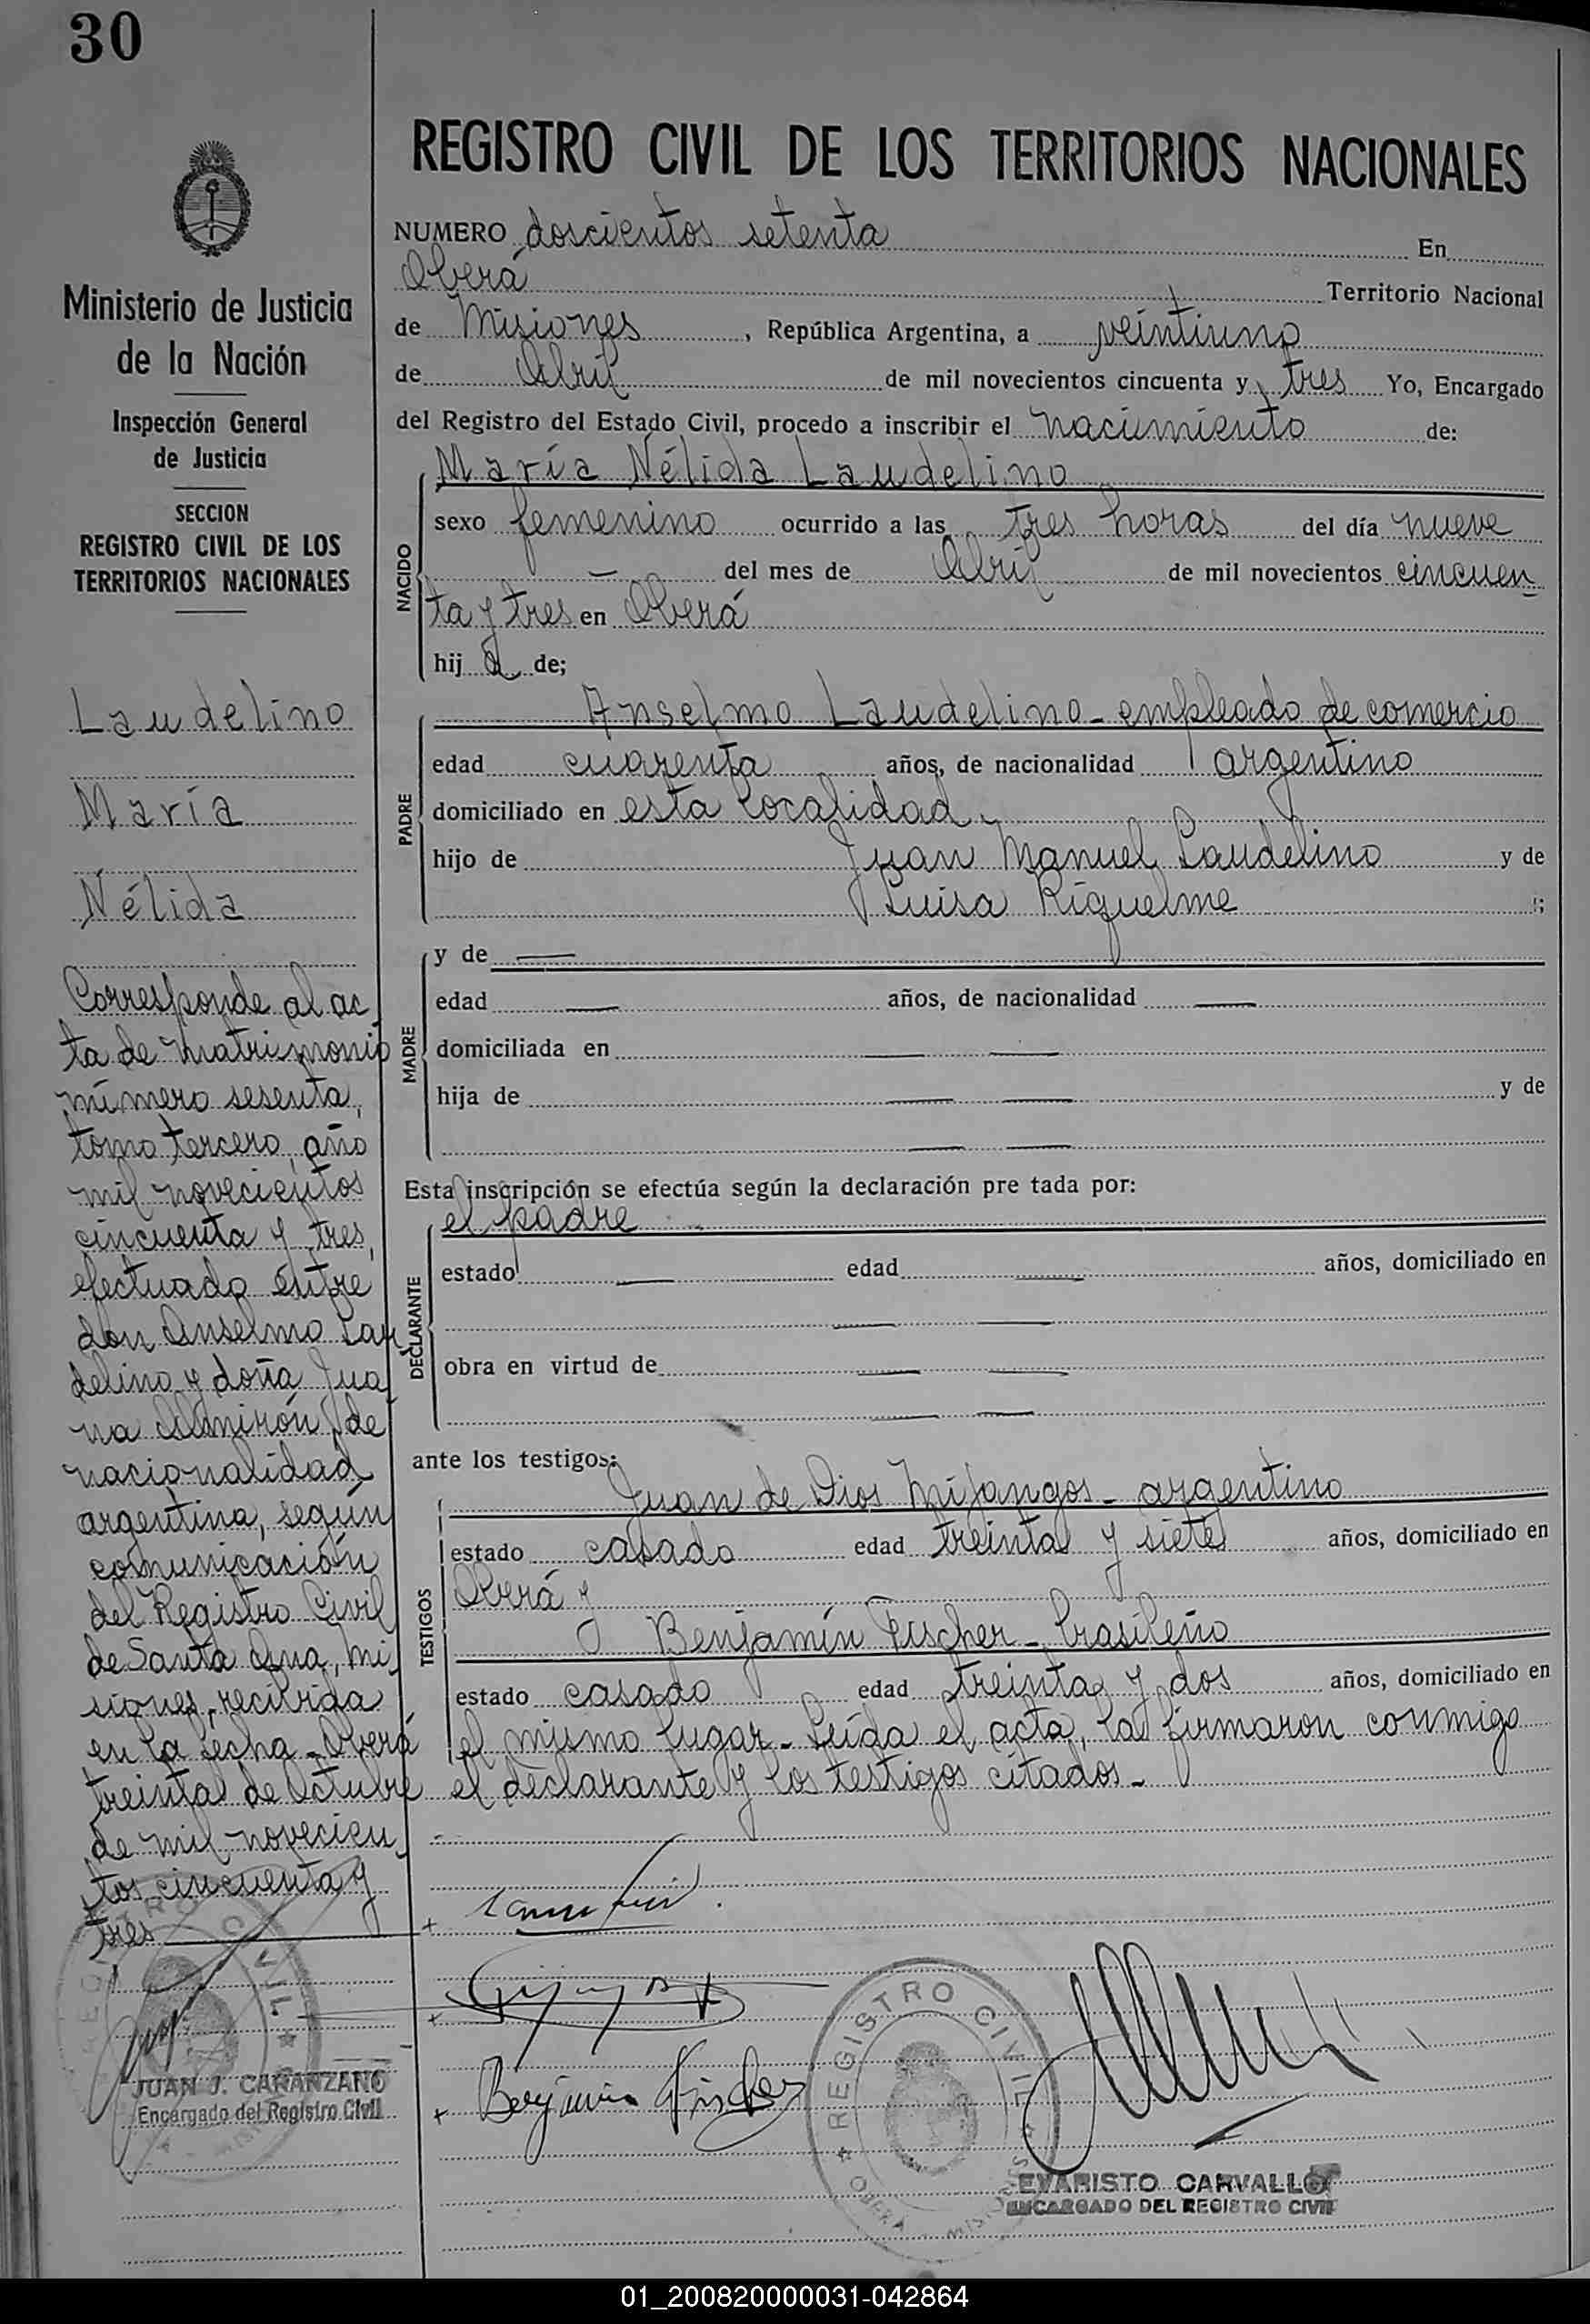 30
Ministerio de Justicia
de la Nación
Inspección General
de Justicia
SECCION
REGISTRO CIVIL DE LOS
TERRITORIOS NACIONALES
Laudelino
María
Nélida
Corresponde al ac
ta de matrimonio
número sesenta,
tomo tercero, año
mil novecientos
cincuenta y tres,
efectuado entre
don Anselmo Lau
delino y doña Jua
na Almirón, de
nacionalidad
argentina, según
comunicación
del Registro Civil
de Santa Ana, Mi
siones, recibida
en la fecha - Oberá
treinta de Octubre
de mil novecien
tos cincuenta y
tres
JUAN J. CARANZANO
Encargado del Registro Civil
REGISTRO CIVIL DE LOS TERRITORIOS NACIONALES
NUMERO doscientos setenta En
Oberá Territorio Nacional
de Misiones, República Argentina, a veintiuno
de Abril de mil novecientos cincuenta y tres Yo, Encargado
del Registro del Estado Civil, procedo a inscribir el nacimiento de:
NACIDO
María Nélida Laudelino
sexo femenino ocurrido a las tres horas del día nueve
— del mes de Abril de mil novecientos cincuen
ta y tres en Oberá
hij a de;
PADRE
Anselmo Laudelino - empleado de comercio
edad cuarenta años, de nacionalidad argentino
domiciliado en esta localidad,
hijo de Juan Manuel Laudelino y de
Luisa Riquelme ;
MADRE
y de —
edad — años, de nacionalidad —
domiciliada en — —
hija de — — y de
— —
Esta inscripción se efectúa según la declaración pre tada por:
DECLARANTE
el padre
estado — edad — años, domiciliado en
— —
obra en virtud de — —
— —
ante los testigos:
TESTIGOS
Juan de Dios Mijangos - argentino
estado casado edad treinta y siete años, domiciliado en
Oberá y
Benjamín Fischer - brasileño
estado casado edad treinta y dos años, domiciliado en
el mismo lugar - Leída el acta, la firmaron conmigo
el declarante y los testigos citados -
Benjamin Fischer
REGISTRO CIVIL
OBERA MISIONES
EVARISTO CARVALLO
ENCARGADO DEL REGISTRO CIVIL
01_200820000031-042864